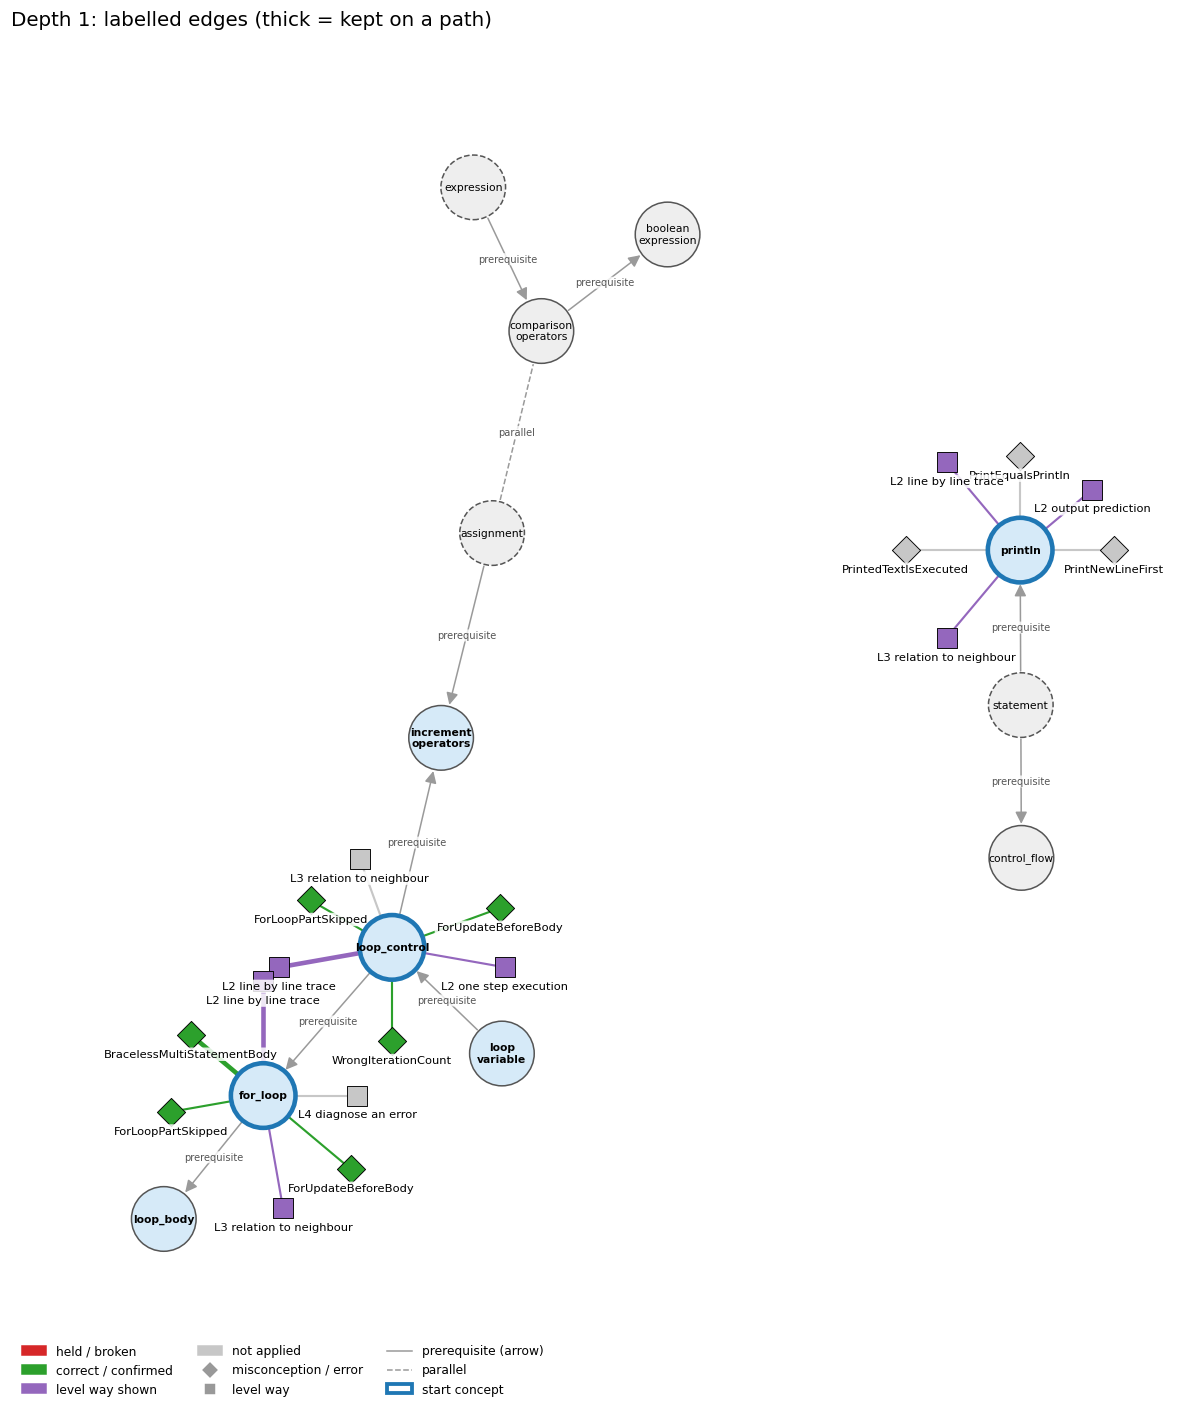 Depth 1: labelled edges (thick = kept on a path)
expression
boolean
expression
prerequisite
prerequisite
comparison
operators
parallel
PrintEqualsPrintln
L2 line by line trace
L2 output prediction
assignment
println
PrintedTextIsExecuted
PrintNewLineFirst
prerequisite
prerequisite
L3 relation to neighbour
statement
increment
operators
prerequisite
prerequisite
control_flow
L3 relation to neighbour
ForLoopPartSkipped
ForUpdateBeforeBody
loop_control
L2 line by line trace
L2 one step execution
L2 line by line trace
prerequisite
prerequisite
BracelessMultiStatementBody
WrongIterationCount
loop
variable
for_loop
L4 diagnose an error
ForLoopPartSkipped
prerequisite
ForUpdateBeforeBody
loop_body
L3 relation to neighbour
held / broken
correct / confirmed
level way shown
not applied
misconception / error
level way
prerequisite (arrow)
parallel
start concept